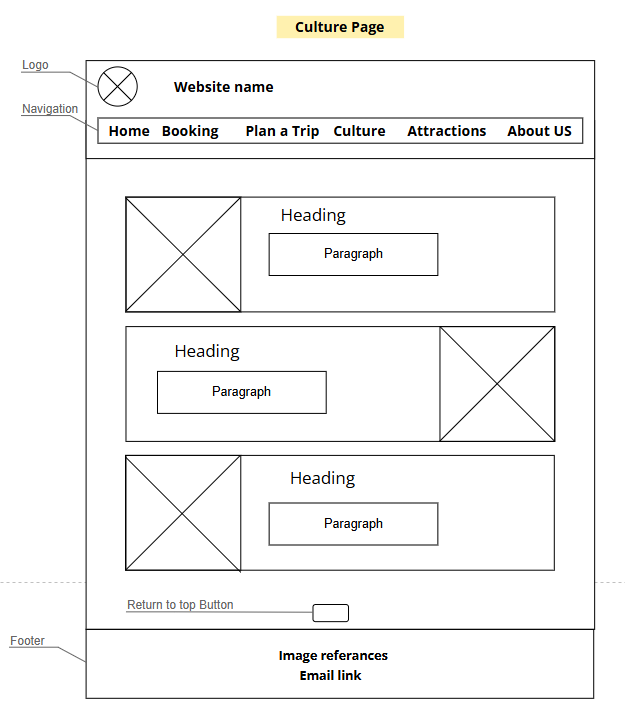 Culture Page
Logo
Website name
Navigation
Home Booking Plan a Trip Culture Attractions About US
Heading
Paragraph
Heading
Paragraph
Heading
Paragraph
Return to top Button
Footer
Image referances
Email link